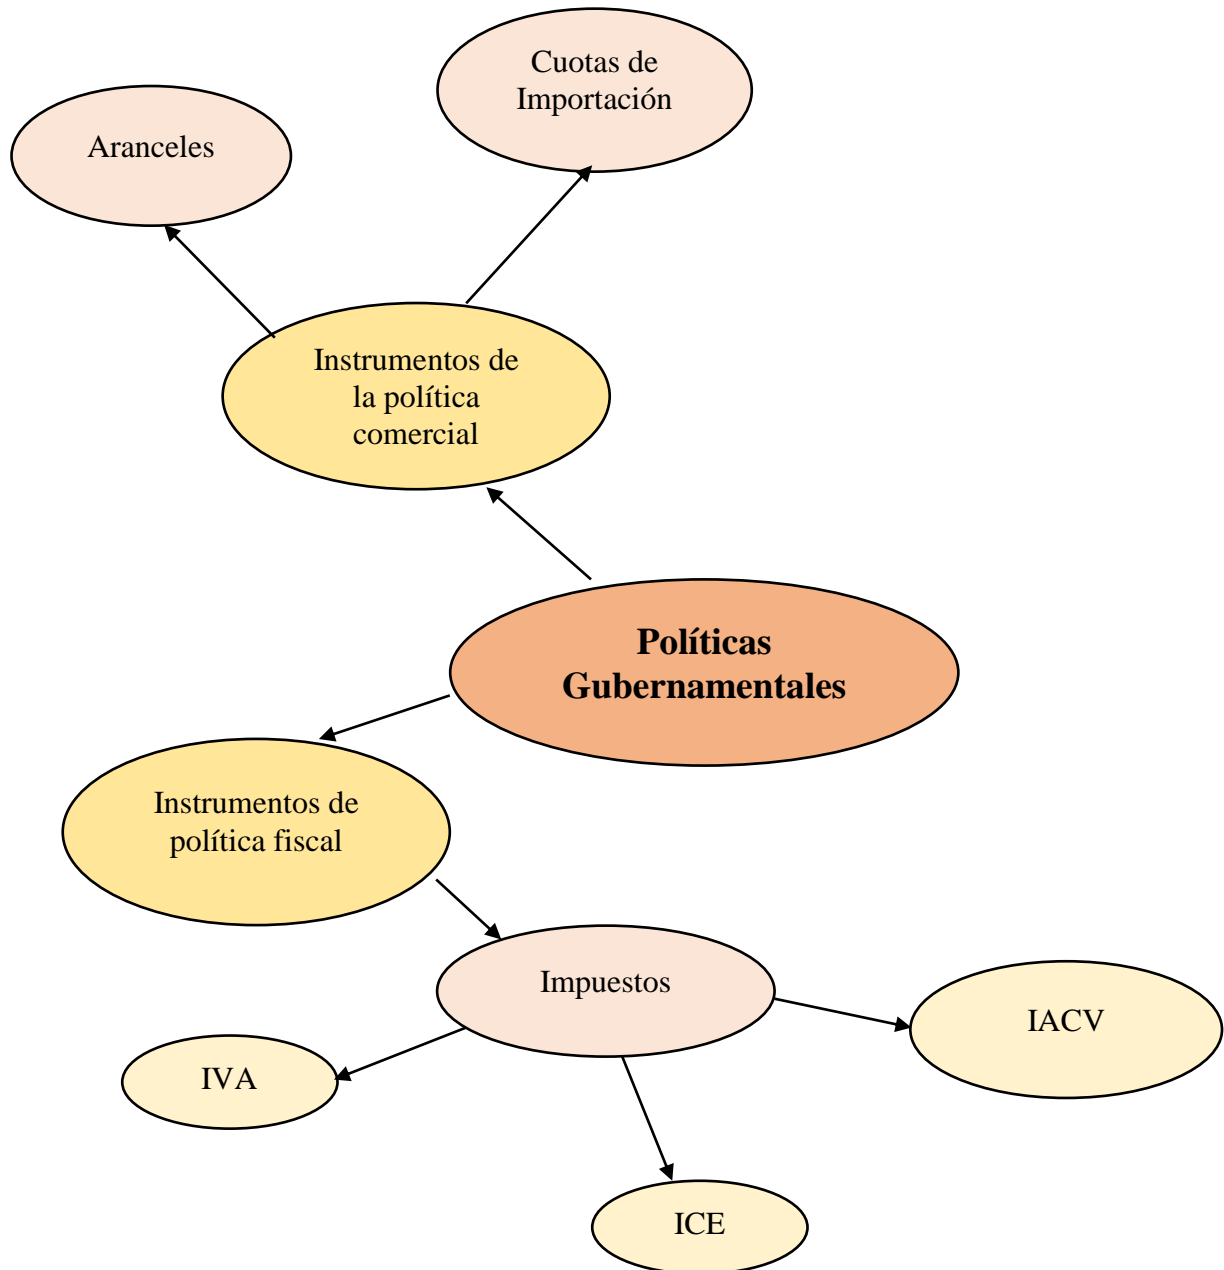 Cuotas de
Importación
Aranceles
Instrumentos de
la política
comercial
Políticas
Gubernamentales
Instrumentos de
política fiscal
Impuestos
IACV
IVA
ICE